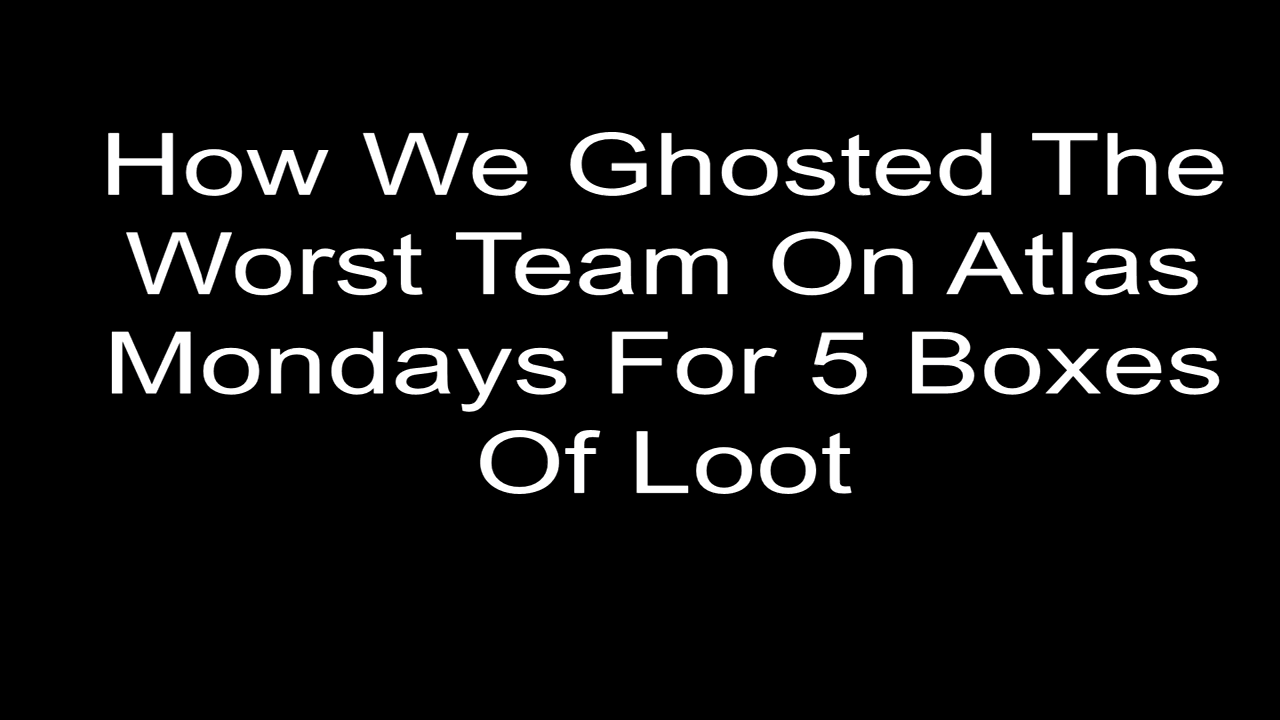 How We Ghosted The
Worst Team On Atlas
Mondays For 5 Boxes
Of Loot